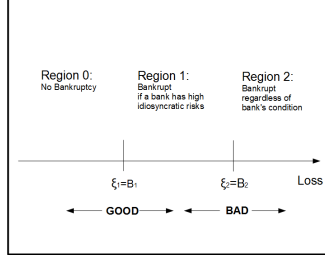 Region 0:
No Bankruptcy
Region 1:
Bankrupt
if a bank has high
idiosyncratic risks
Region 2:
Bankrupt
regardless of
bank's condition
ξ₁=B₁
ξ₂=B₂
Loss
GOOD
BAD